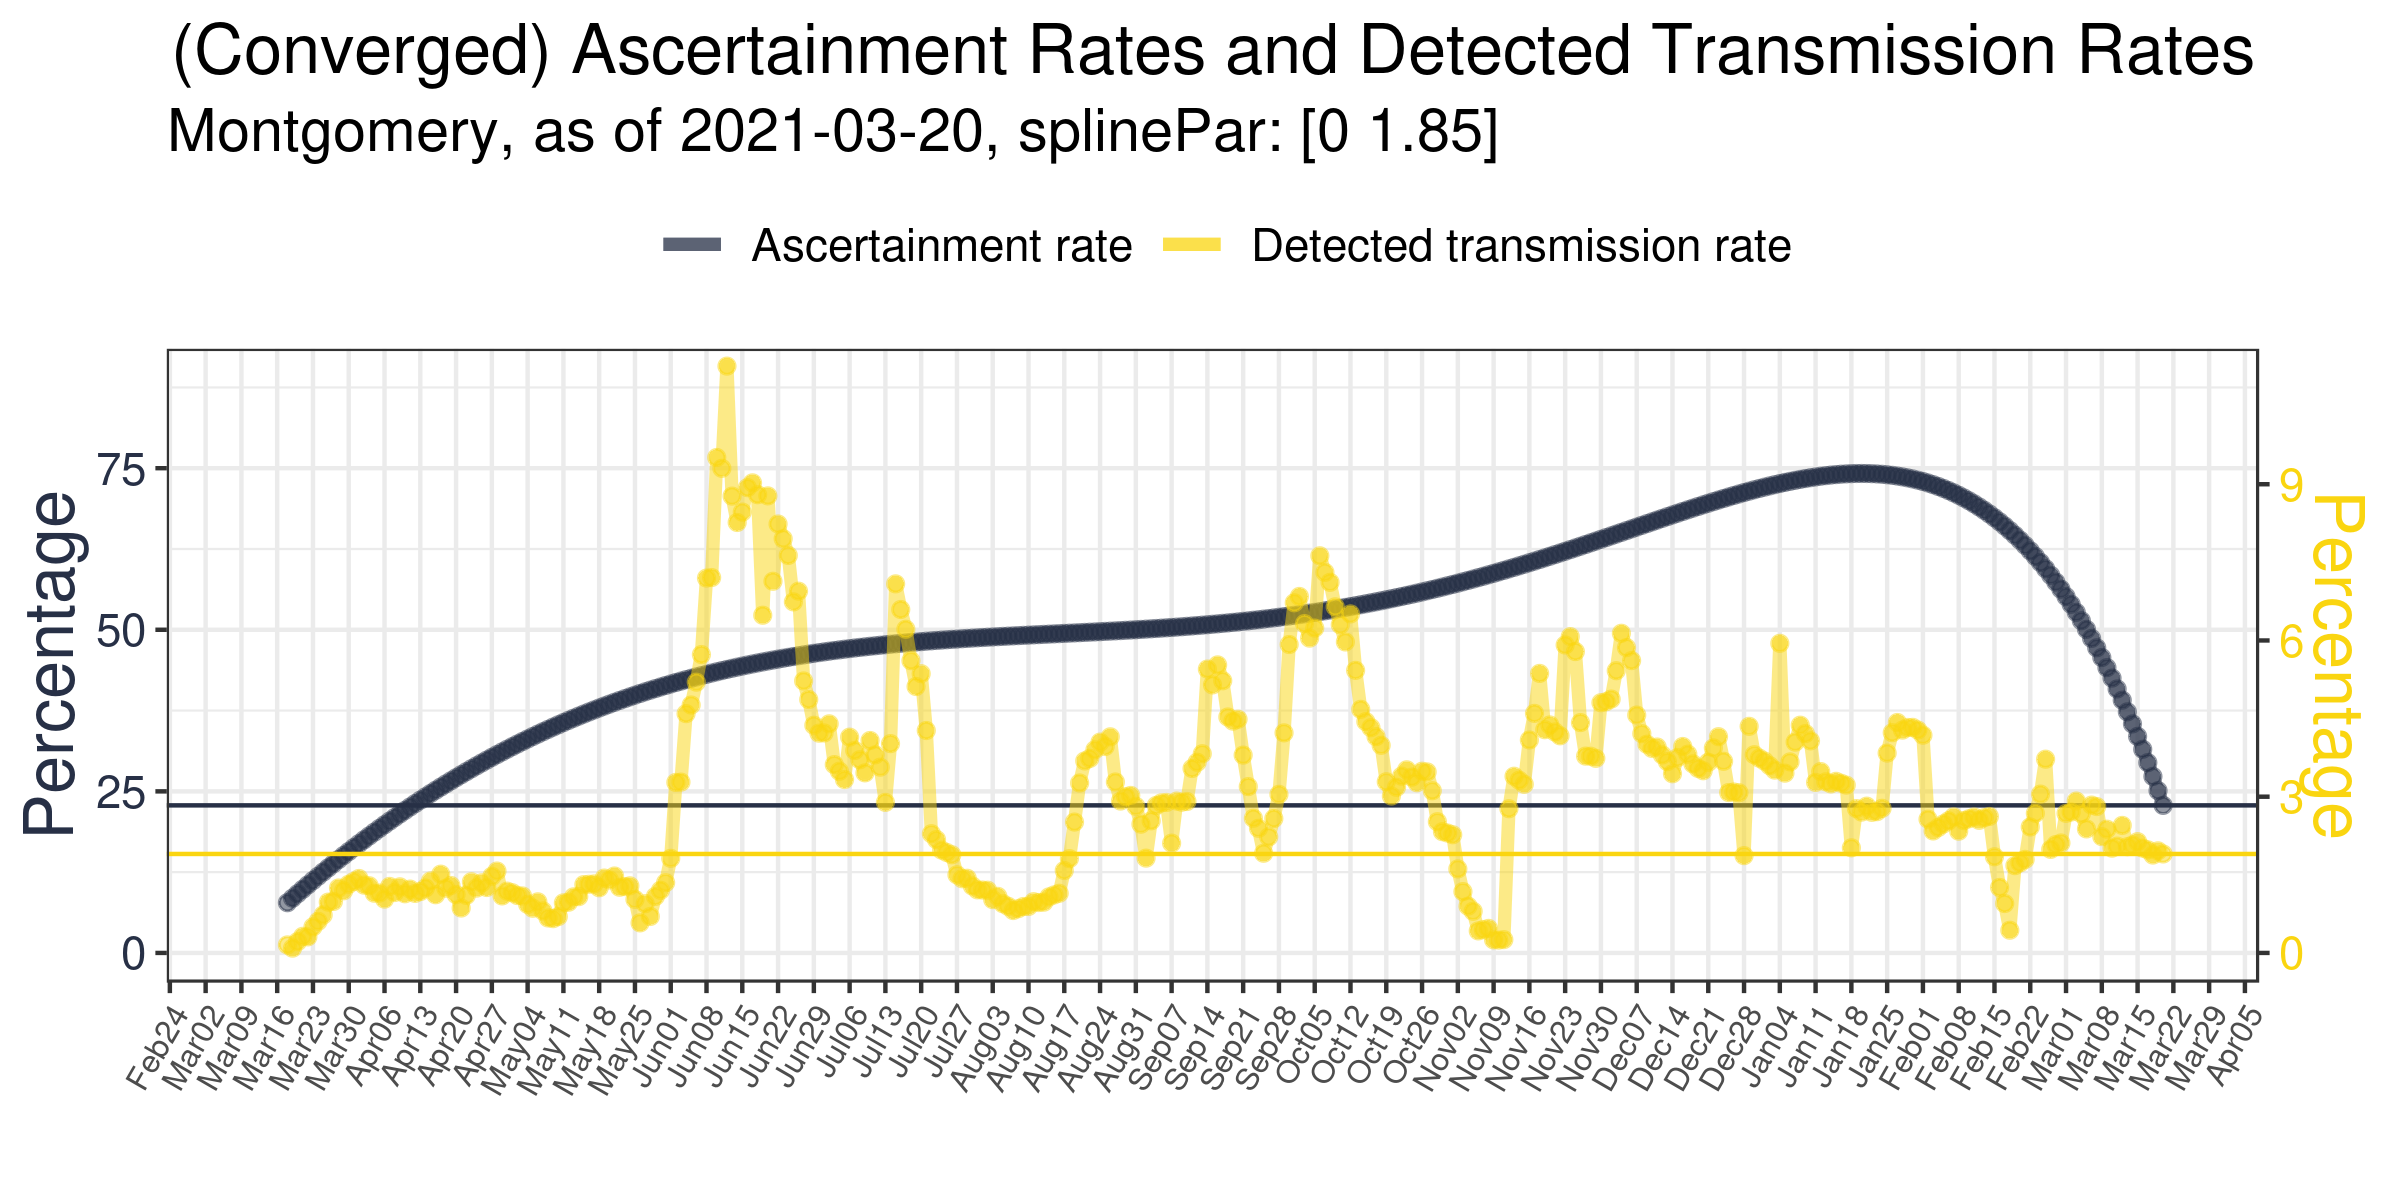 (Converged) Ascertainment Rates and Detected Transmission Rates
Montgomery, as of 2021-03-20, splinePar: [0 1.85]
Ascertainment rate Detected transmission rate
Percentage
75
50
25
0
9
6
3
0
Percentage
Feb24 Mar02 Mar09 Mar16 Mar23 Mar30 Apr06 Apr13 Apr20 Apr27 May04 May11 May18 May25 Jun01 Jun08 Jun15 Jun22 Jun29 Jul06 Jul13 Jul20 Jul27 Aug03 Aug10 Aug17 Aug24 Aug31 Sep07 Sep14 Sep21 Sep28 Oct05 Oct12 Oct19 Oct26 Nov02 Nov09 Nov16 Nov23 Nov30 Dec07 Dec14 Dec21 Dec28 Jan04 Jan11 Jan18 Jan25 Feb01 Feb08 Feb15 Feb22 Mar01 Mar08 Mar15 Mar22 Mar29 Apr05